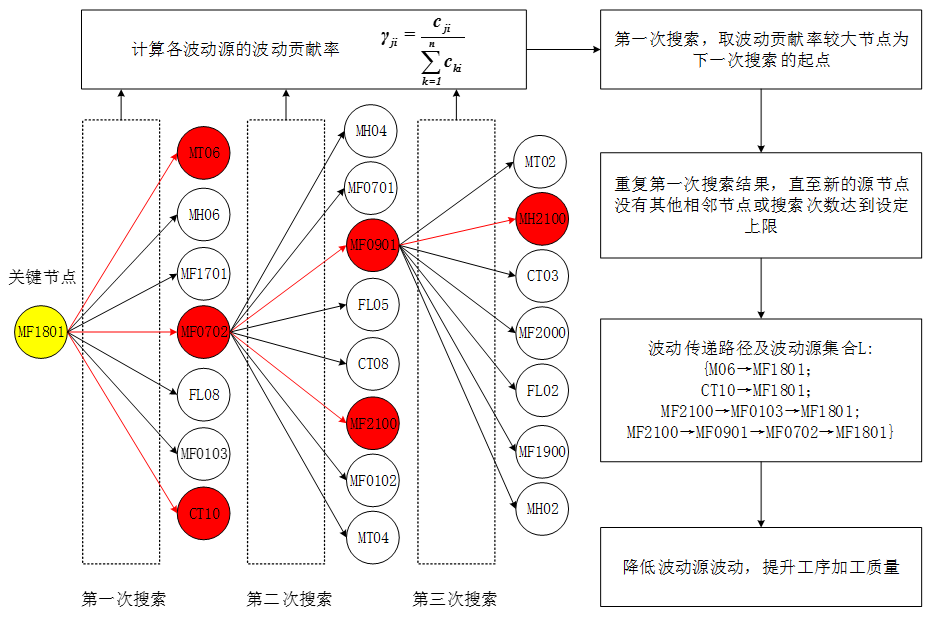 计算各波动源的波动贡献率
γji = cji / ∑ k=1 n cki
第一次搜索，取波动贡献率较大节点为
下一次搜索的起点
重复第一次搜索结果，直至新的源节点
没有其他相邻节点或搜索次数达到设定
上限
波动传递路径及波动源集合L:
{M06→MF1801;
CT10→MF1801;
MF2100→MF0103→MF1801;
MF2100→MF0901→MF0702→MF1801}
降低波动源波动，提升工序加工质量
关键节点
MF1801
MT06
MH06
MF1701
MF0702
FL08
MF0103
CT10
第一次搜索
MH04
MF0701
MF0901
FL05
CT08
MF2100
MF0102
MT04
第二次搜索
MT02
MH2100
CT03
MF2000
FL02
MF1900
MH02
第三次搜索